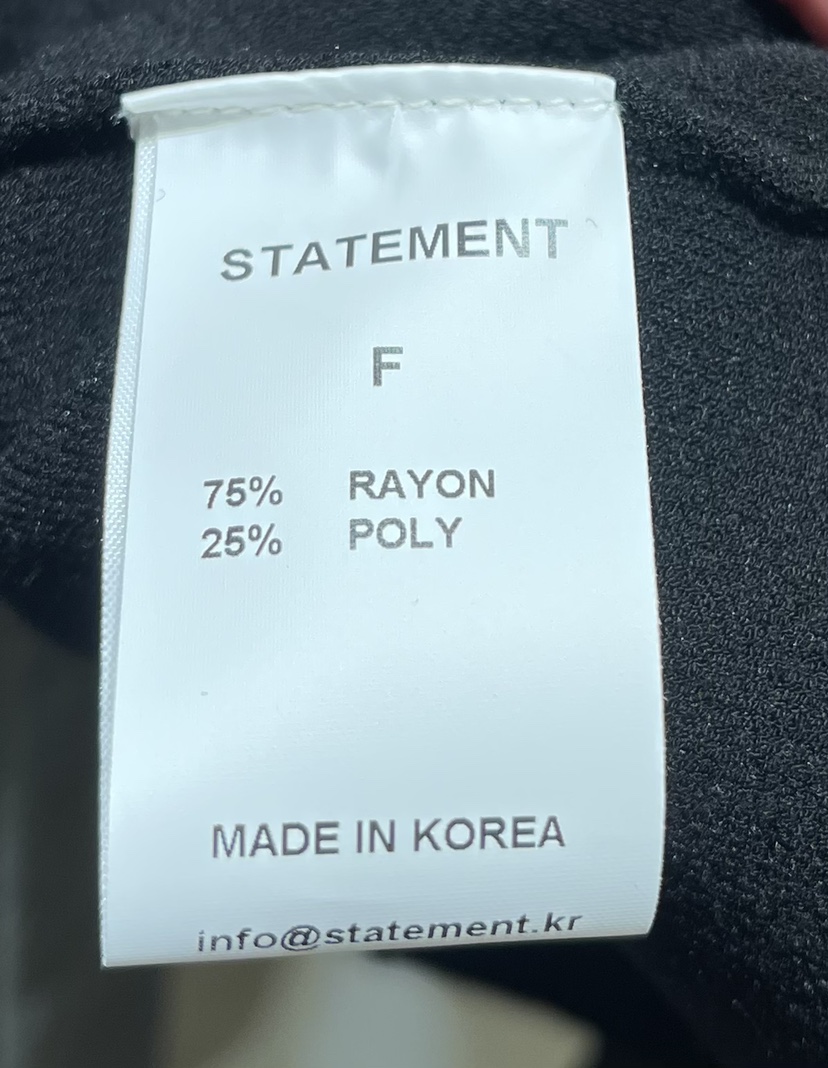 STATEMENT
F
75% RAYON
25% POLY
MADE IN KOREA
info@statement.kr